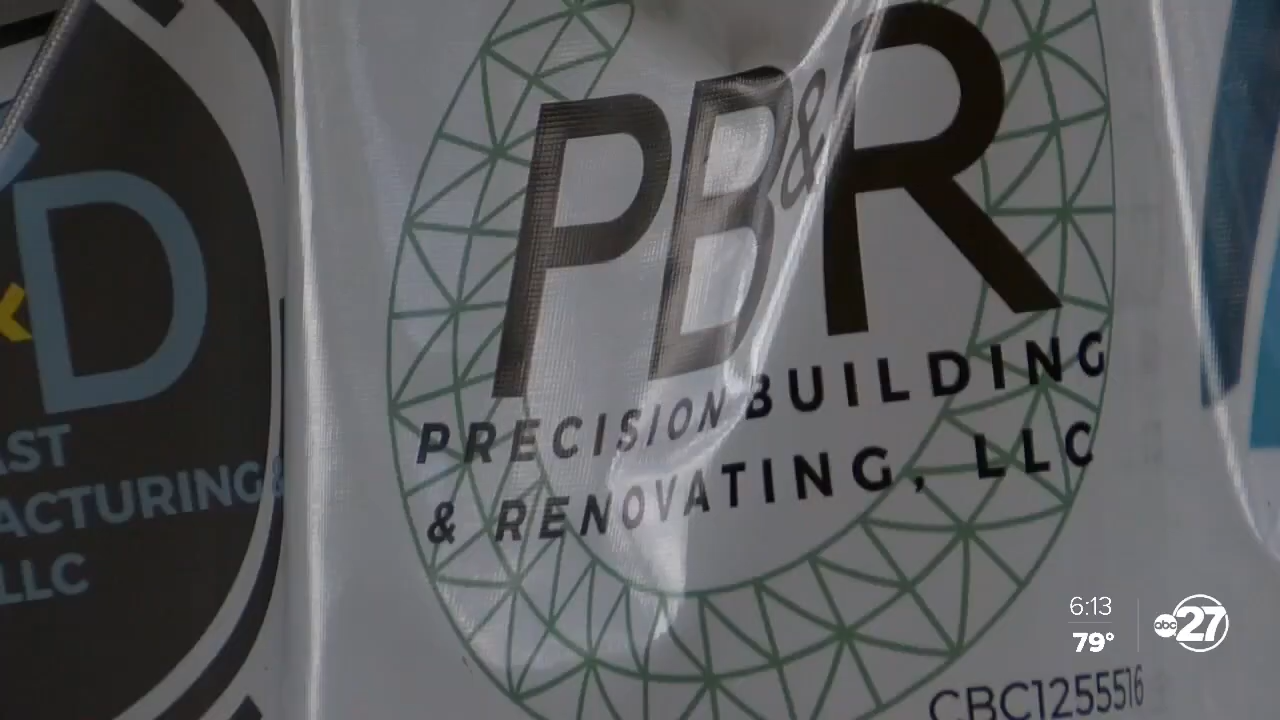 PB&R
PRECISION BUILDING
& RENOVATING, LLC
CBC1255516
D
AST
ACTURING&
LLC
6:13
79°
abc 27